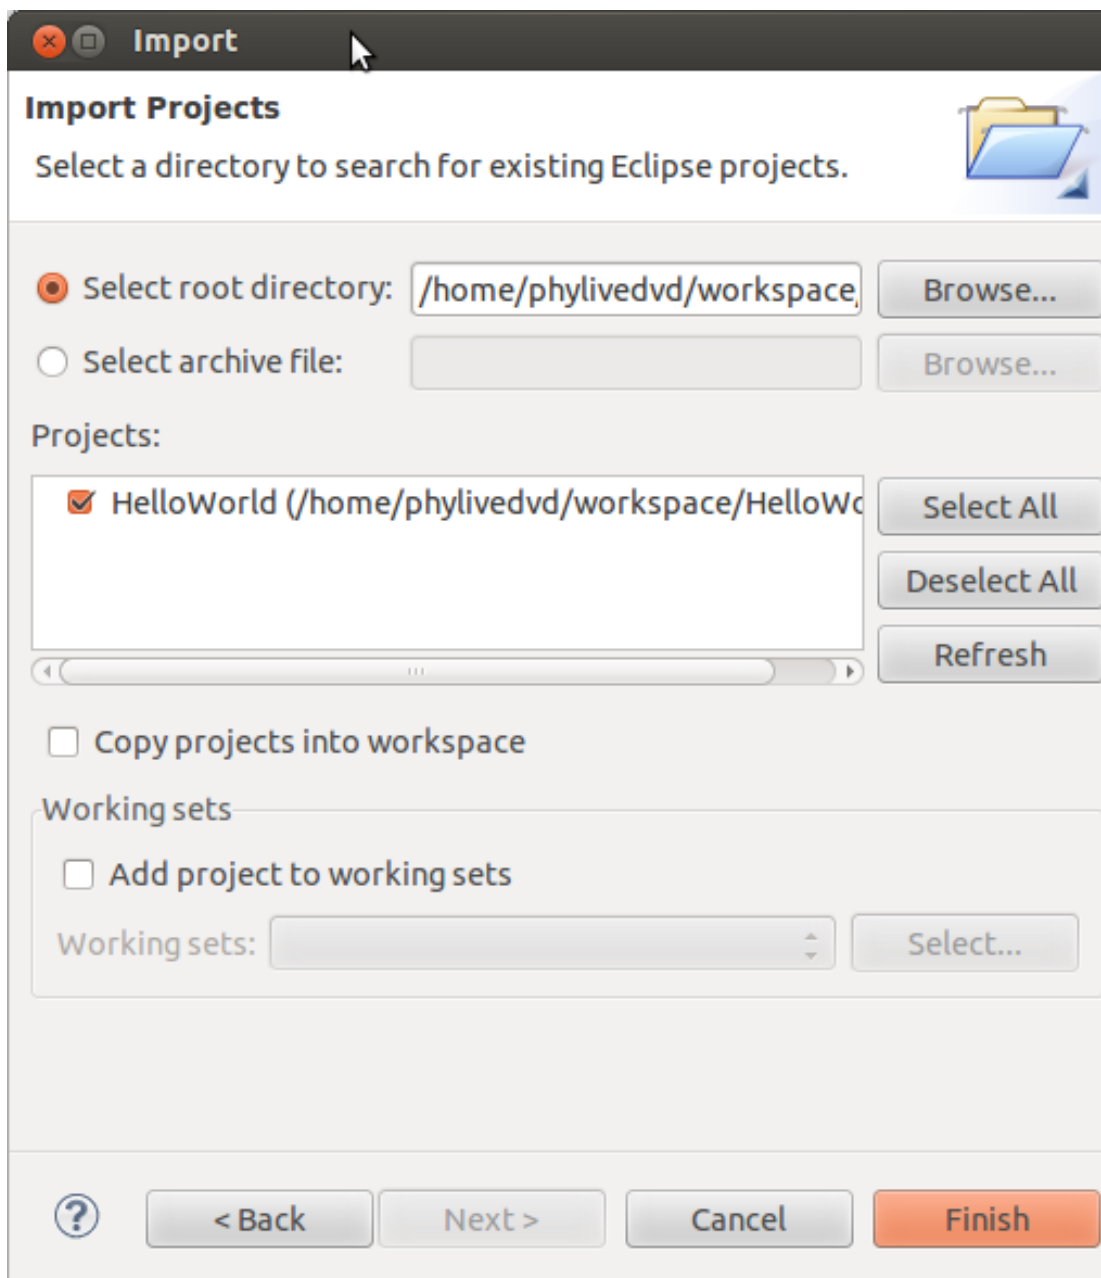 Import
Import Projects
Select a directory to search for existing Eclipse projects.
Select root directory: /home/phylivedvd/workspace/ Browse...
Select archive file: Browse...
Projects:
HelloWorld (/home/phylivedvd/workspace/HelloWo Select All
Deselect All
Refresh
Copy projects into workspace
Working sets
Add project to working sets
Working sets: Select...
? < Back Next > Cancel Finish